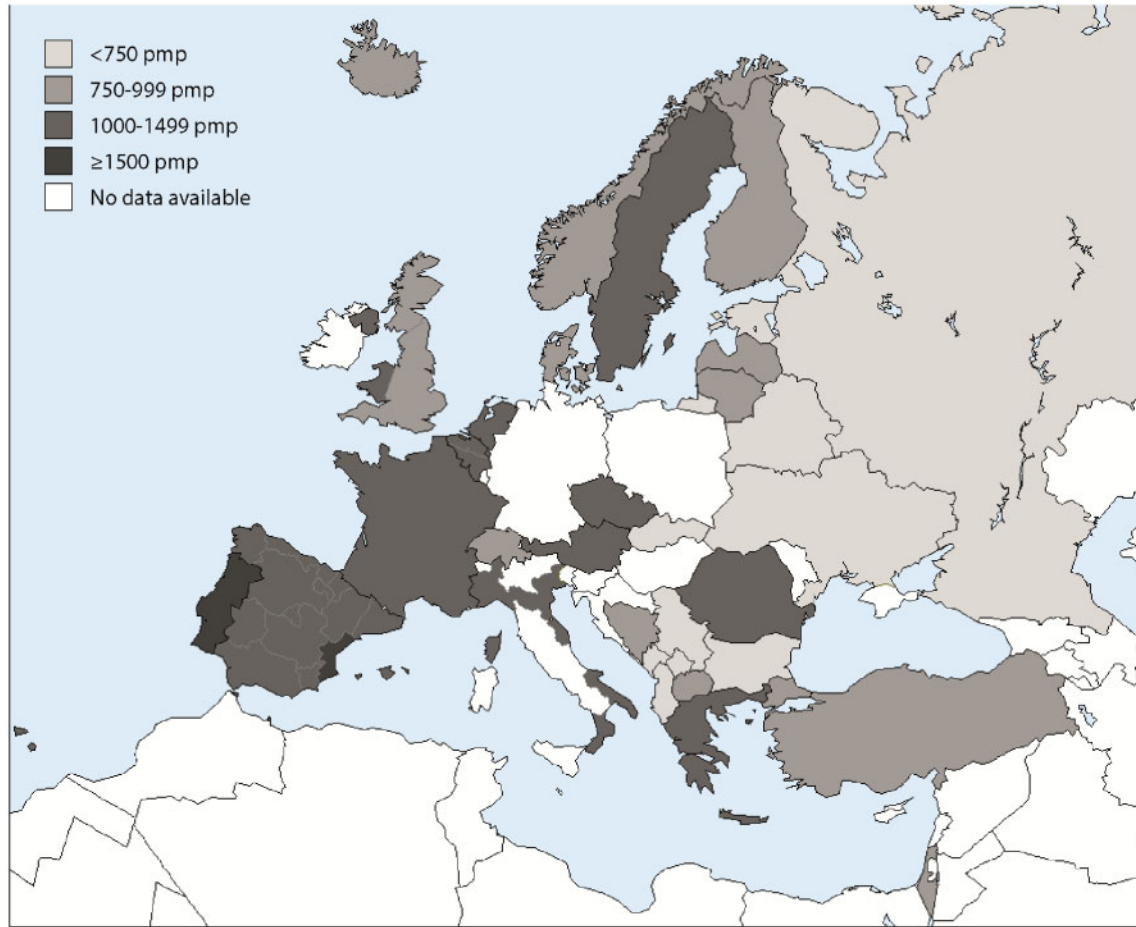 <750 pmp
750-999 pmp
1000-1499 pmp
≥1500 pmp
No data available